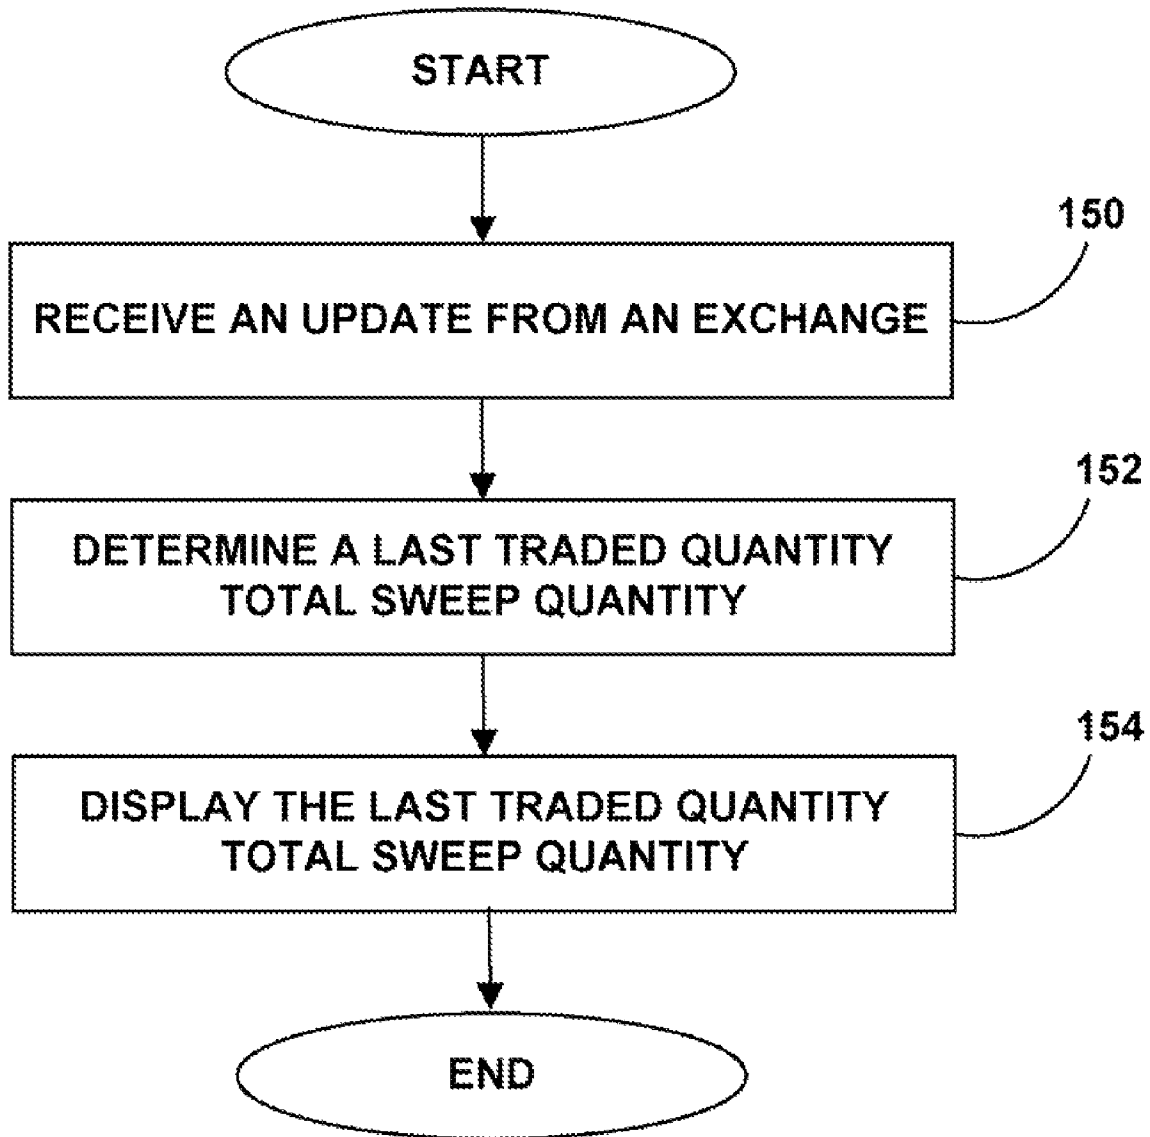 START
150
RECEIVE AN UPDATE FROM AN EXCHANGE
152
DETERMINE A LAST TRADED QUANTITY
TOTAL SWEEP QUANTITY
154
DISPLAY THE LAST TRADED QUANTITY
TOTAL SWEEP QUANTITY
END